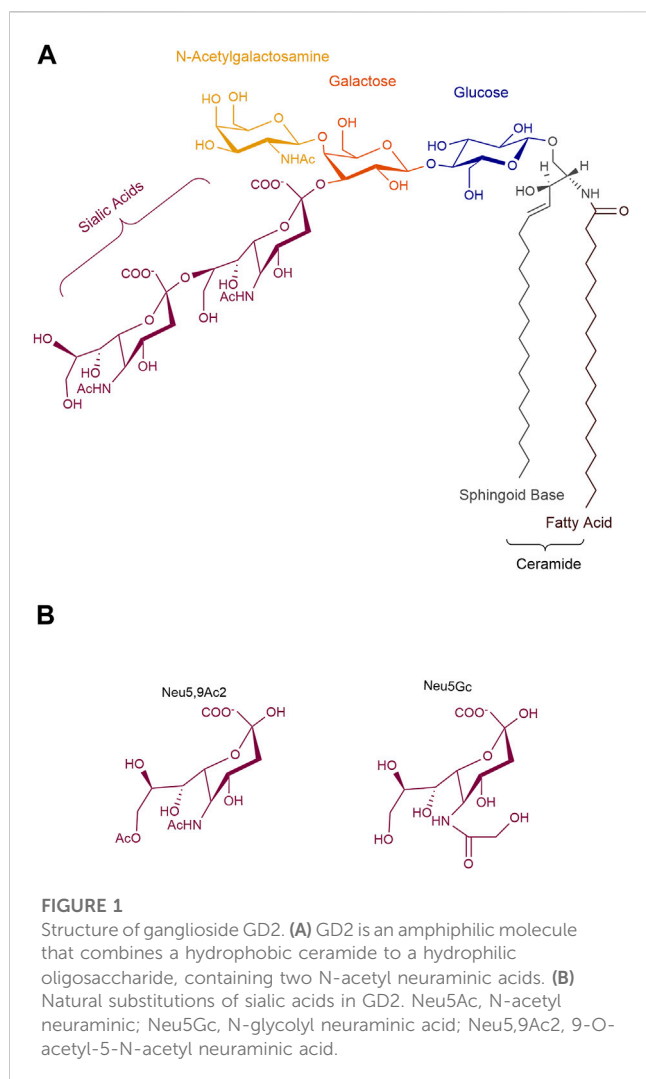 A
N-Acetylgalactosamine
Galactose
Glucose
HO OH
HO
O
O
NHAc
OH
O
O
O
OH
HO
HO
OH
O
O
OH
O
H
H
HO
NH
O
Sialic Acids
COO-
O
O
HO
OH
AcHN
OH
COO-
O
O
HO
HO
OH
AcHN
OH
Sphingoid Base
Fatty Acid
Ceramide
B
Neu5,9Ac2
COO- OH
O
HO
HO
OH
AcHN
O
Ac
Neu5Gc
COO- OH
O
HO
HO
OH
HO
HN
OH
O
FIGURE 1
Structure of ganglioside GD2. (A) GD2 is an amphiphilic molecule
that combines a hydrophobic ceramide to a hydrophilic
oligosaccharide, containing two N-acetyl neuraminic acids. (B)
Natural substitutions of sialic acids in GD2. Neu5Ac, N-acetyl
neuraminic; Neu5Gc, N-glycolyl neuraminic acid; Neu5,9Ac2, 9-O-
acetyl-5-N-acetyl neuraminic acid.